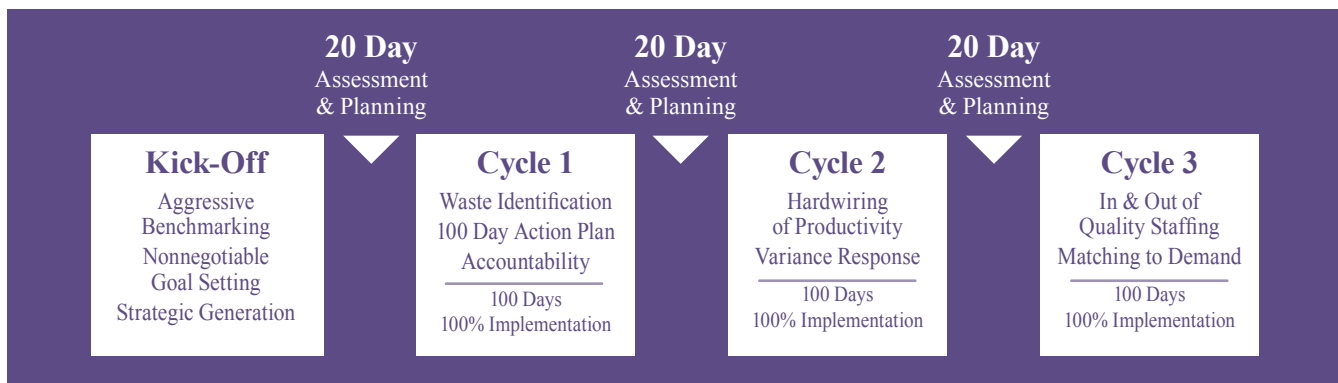 20 Day
Assessment
& Planning
20 Day
Assessment
& Planning
20 Day
Assessment
& Planning
Kick-Off
Aggressive
Benchmarking
Nonnegotiable
Goal Setting
Strategic Generation
Cycle 1
Waste Identification
100 Day Action Plan
Accountability
100 Days
100% Implementation
Cycle 2
Hardwiring
of Productivity
Variance Response
100 Days
100% Implementation
Cycle 3
In & Out of
Quality Staffing
Matching to Demand
100 Days
100% Implementation